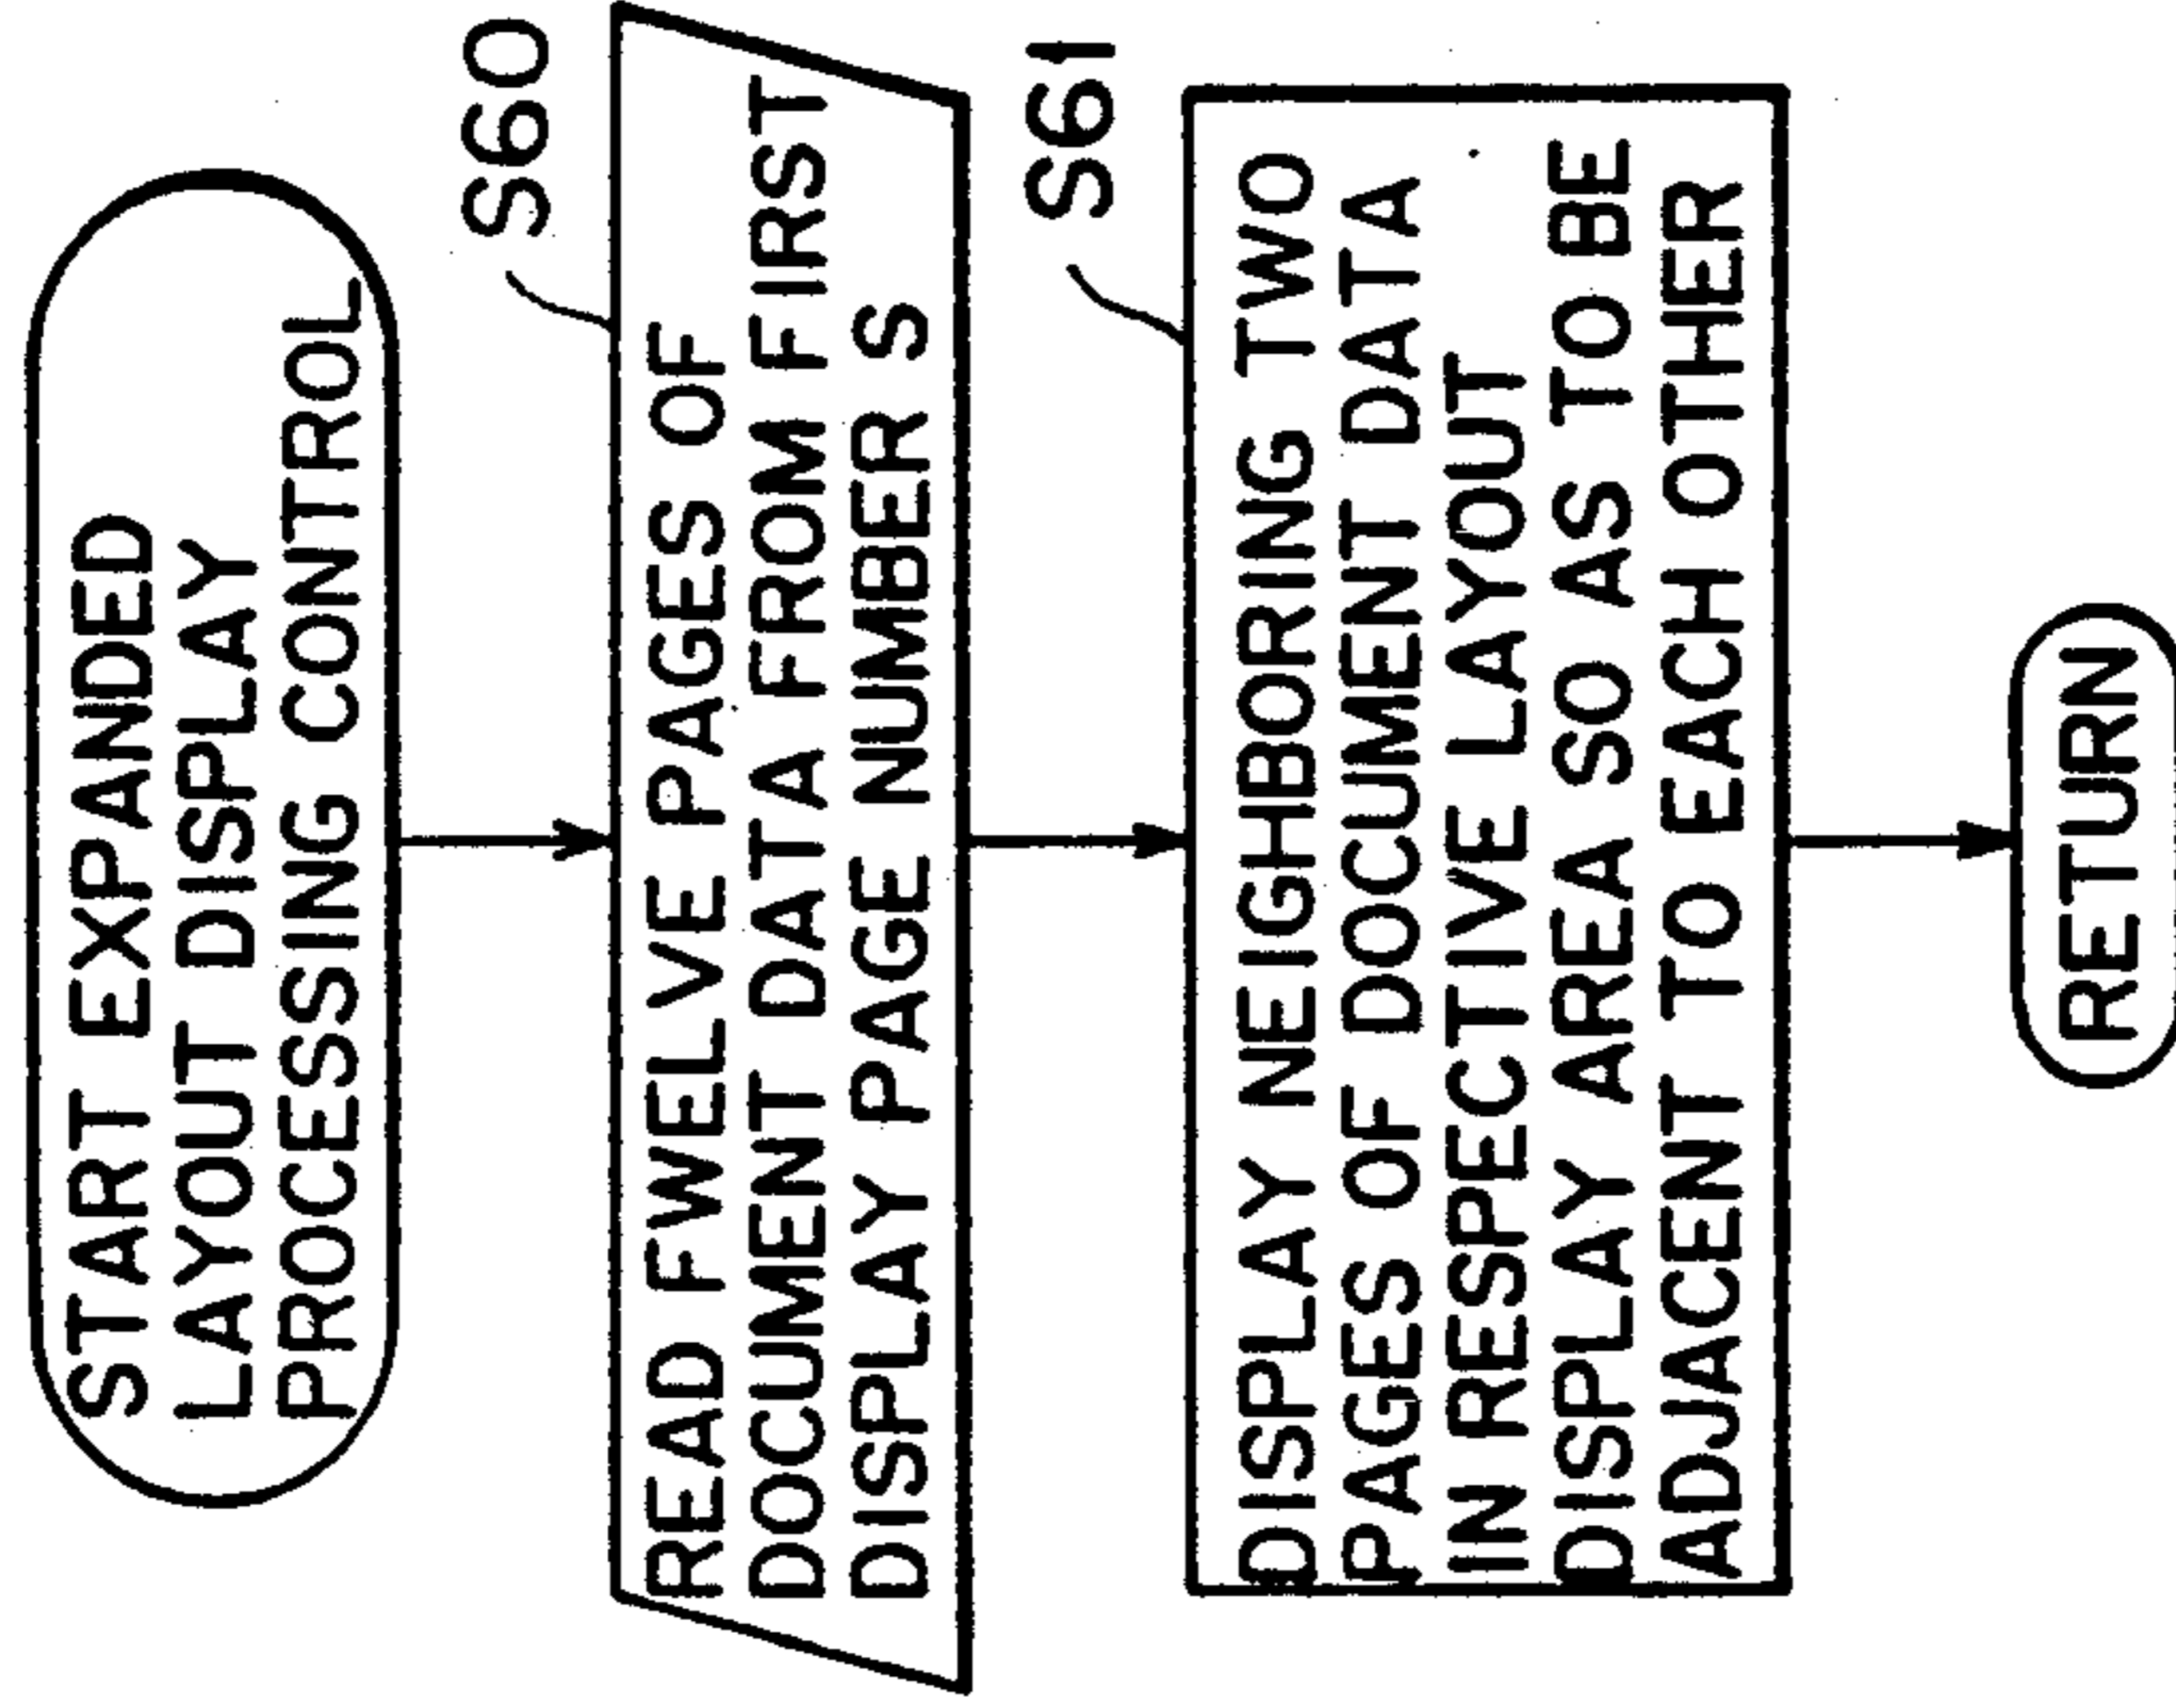 START EXPANDED
LAYOUT DISPLAY
PROCESSING CONTROL
S60
READ FWELVE PAGES OF
DOCUMENT DATA FROM FIRST
DISPLAY PAGE NUMBER S
S61
DISPLAY NEIGHBORING TWO
PAGES OF DOCUMENT DATA
IN RESPECTIVE LAYOUT
DISPLAY AREA SO AS TO BE
ADJACENT TO EACH OTHER
RETURN